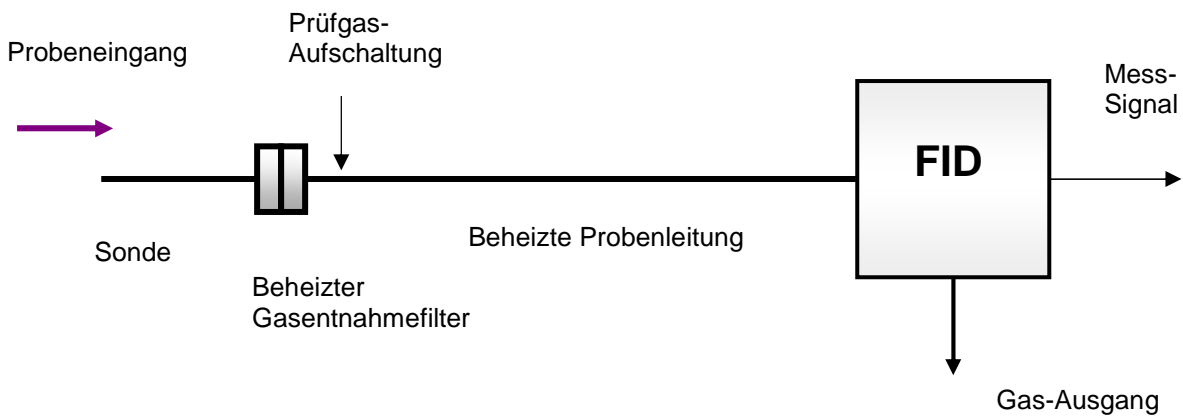 Prüfgas-
Aufschaltung
Probeneingang
Mess-
Signal
FID
Sonde
Beheizte Probenleitung
Beheizter
Gasentnahmefilter
Gas-Ausgang